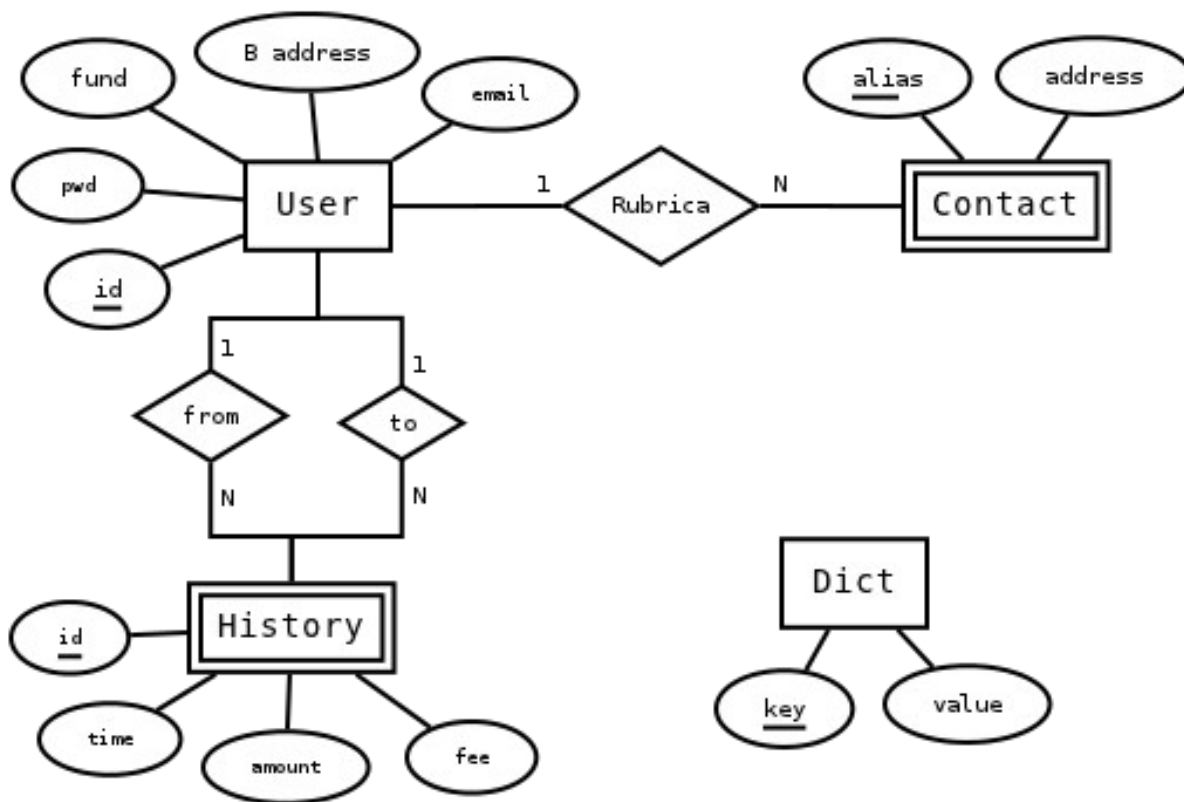 B address
fund
email
alias
address
pwd
User
1
Rubrica
N
Contact
id
1
1
from
to
N
N
Dict
History
id
key
value
time
amount
fee